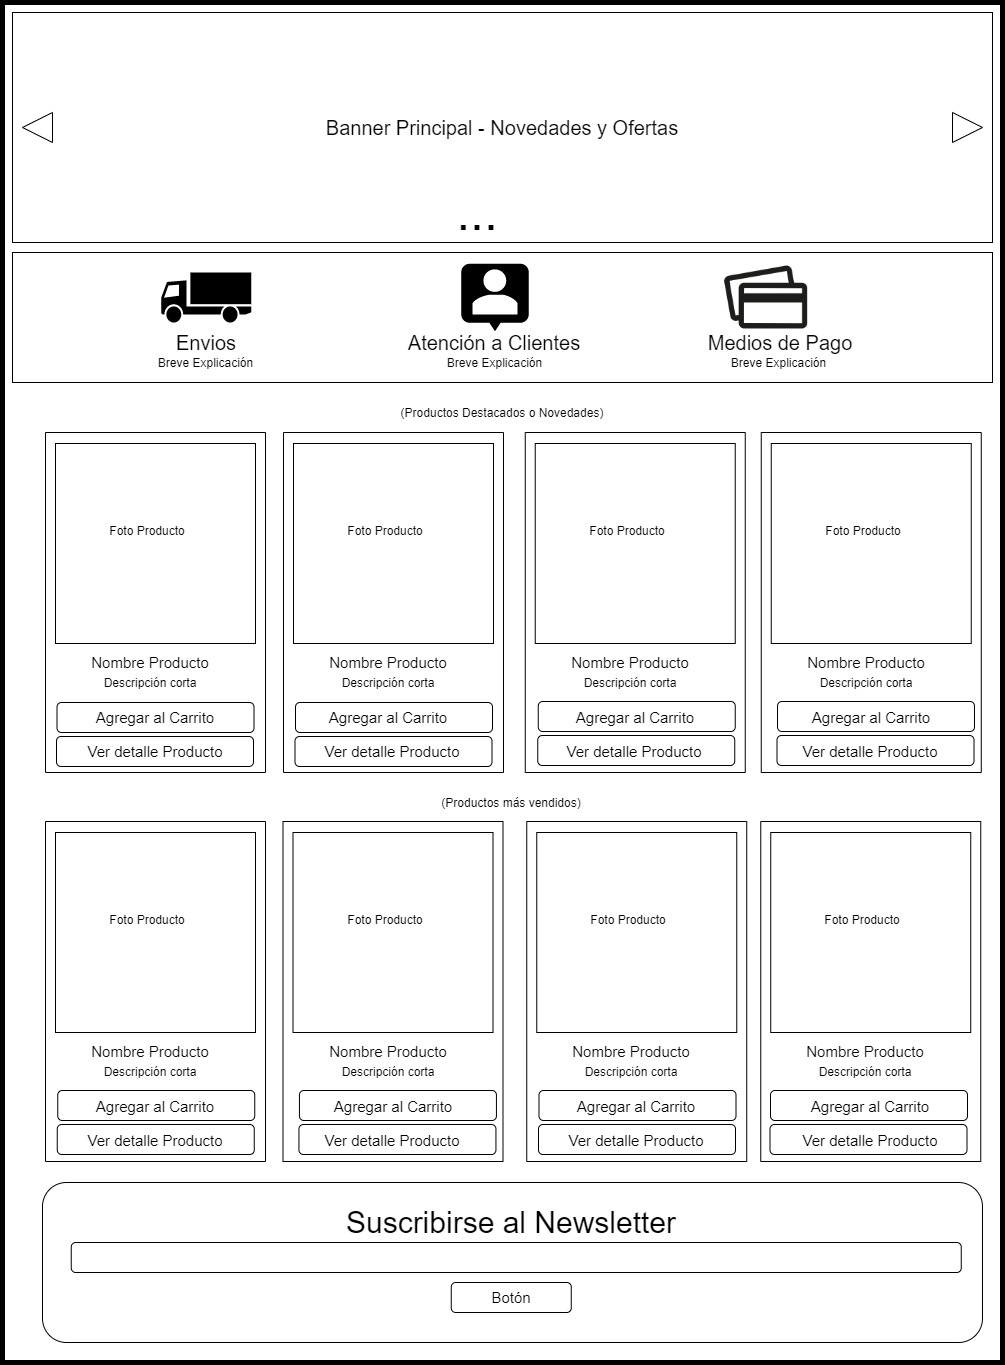 Banner Principal - Novedades y Ofertas
...
Envios
Breve Explicación
Atención a Clientes
Breve Explicación
Medios de Pago
Breve Explicación
(Productos Destacados o Novedades)
Foto Producto
Nombre Producto
Descripción corta
Agregar al Carrito
Ver detalle Producto
Foto Producto
Nombre Producto
Descripción corta
Agregar al Carrito
Ver detalle Producto
Foto Producto
Nombre Producto
Descripción corta
Agregar al Carrito
Ver detalle Producto
Foto Producto
Nombre Producto
Descripción corta
Agregar al Carrito
Ver detalle Producto
(Productos más vendidos)
Foto Producto
Nombre Producto
Descripción corta
Agregar al Carrito
Ver detalle Producto
Foto Producto
Nombre Producto
Descripción corta
Agregar al Carrito
Ver detalle Producto
Foto Producto
Nombre Producto
Descripción corta
Agregar al Carrito
Ver detalle Producto
Foto Producto
Nombre Producto
Descripción corta
Agregar al Carrito
Ver detalle Producto
Suscribirse al Newsletter
Botón